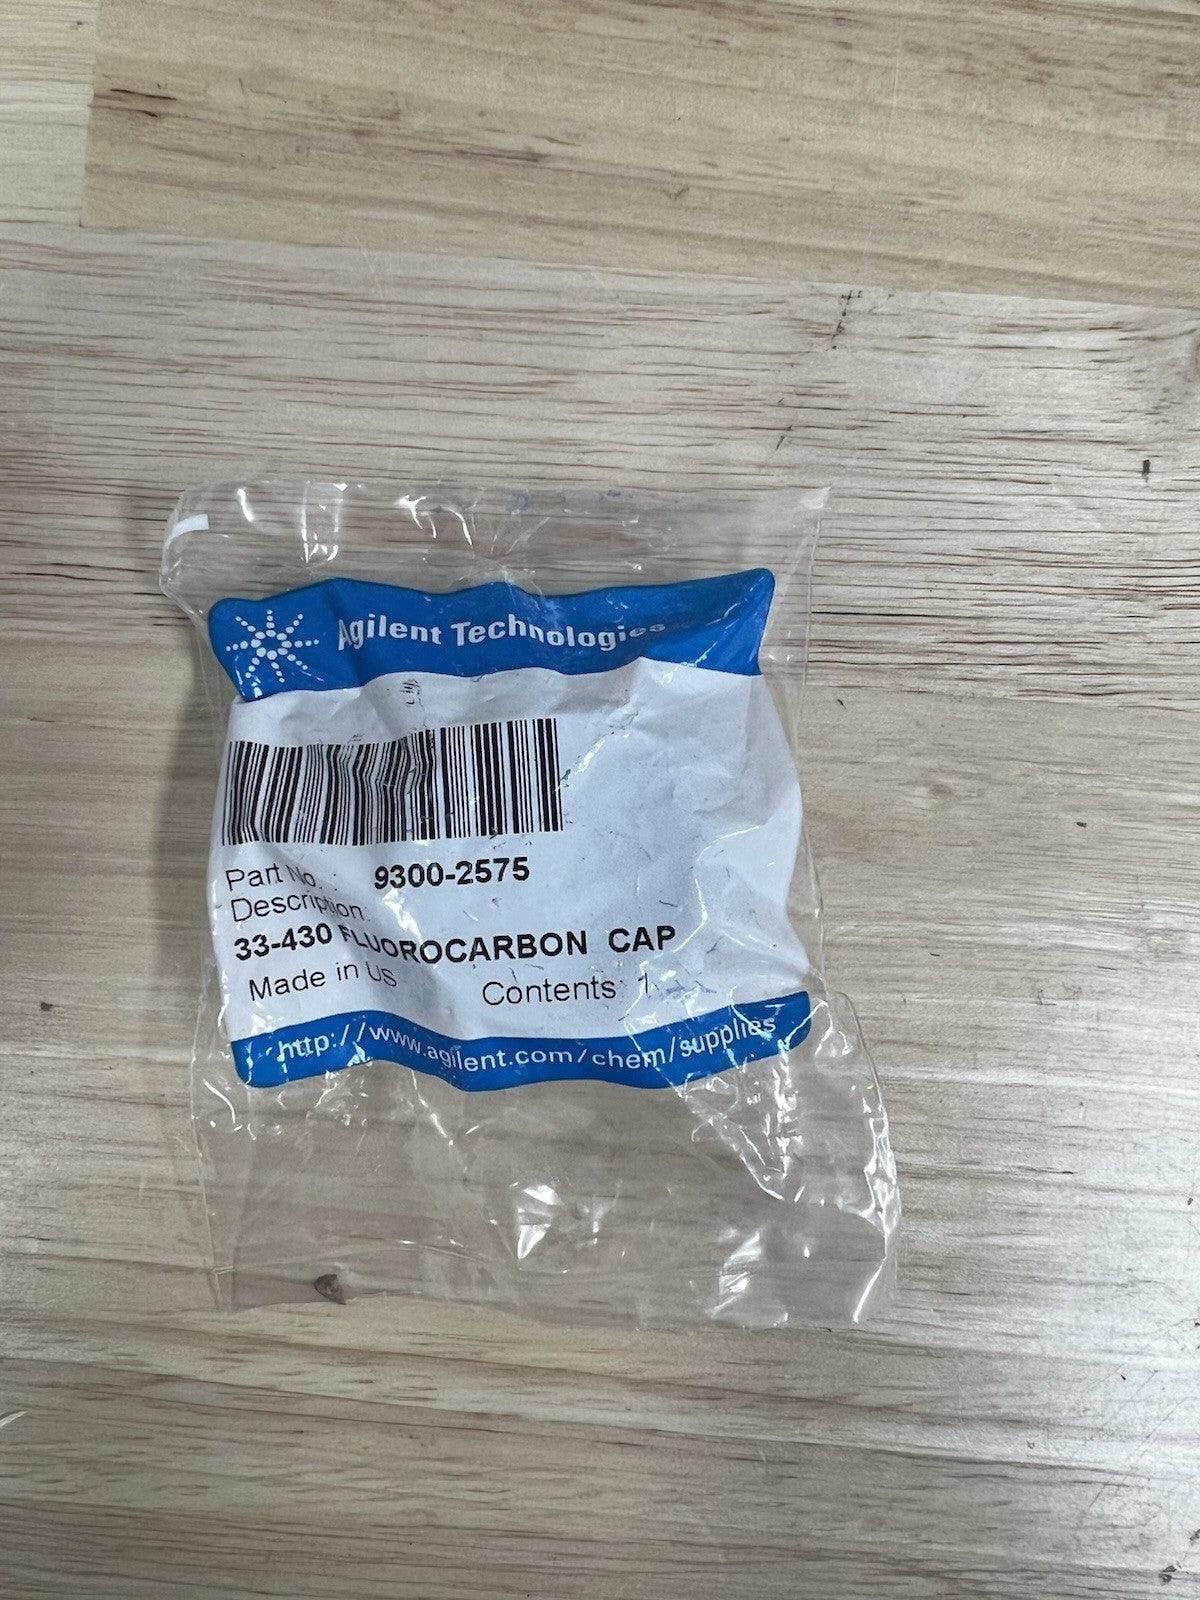 Agilent Technologies
Part No. : 9300-2575
Description:
33-430 FLUOROCARBON CAP
Made in US Contents: 1
http://www.agilent.com/chem/supplies